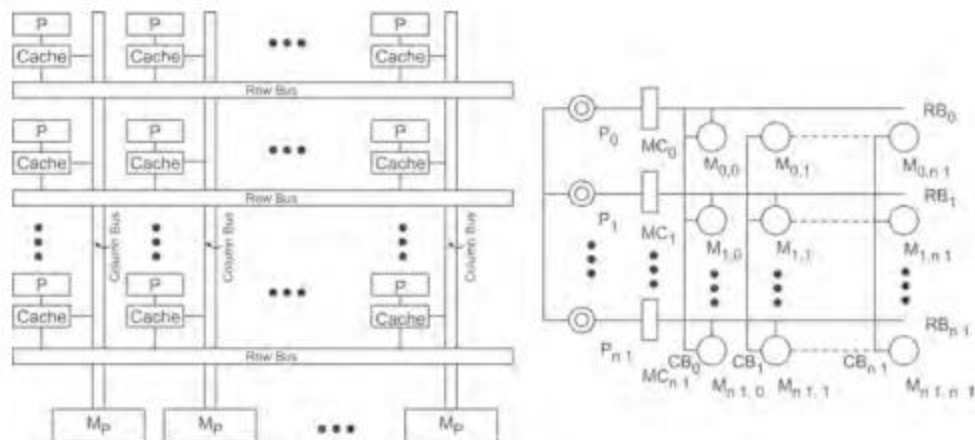 P P P
Cache Cache Cache
Row Bus
P P P
Cache Cache Cache
Row Bus
Column Bus Column Bus Column Bus
P P P
Cache Cache Cache
Row Bus
MP MP MP
RB0
P0 MC0 M0,0 M0,1 M0,n 1
RB1
P1 MC1 M1,0 M1,1 M1,n 1
RBn 1
Pn 1 MCn 1 CB0 CB1 CBn 1
Mn 1, 0 Mn 1, 1 Mn 1, n 1